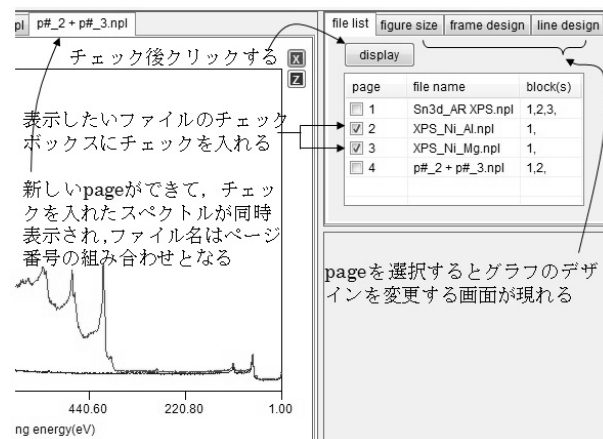 pl
p#_2 + p#_3.npl
チェック後クリックする
X
Z
表示したいファイルのチェック
ボックスにチェックを入れる
新しいpageができて，チェッ
クを入れたスペクトルが同時
表示され,ファイル名はページ
番号の組み合わせとなる
440.60 220.80 1.00
ng energy(eV)
file list figure size frame design line design
display
page file name block(s)
1 Sn3d_AR XPS.npl 1,2,3,
2 XPS_Ni_Al.npl 1,
3 XPS_Ni_Mg.npl 1,
4 p#_2 + p#_3.npl 1,2,
pageを選択するとグラフのデザ
インを変更する画面が現れる